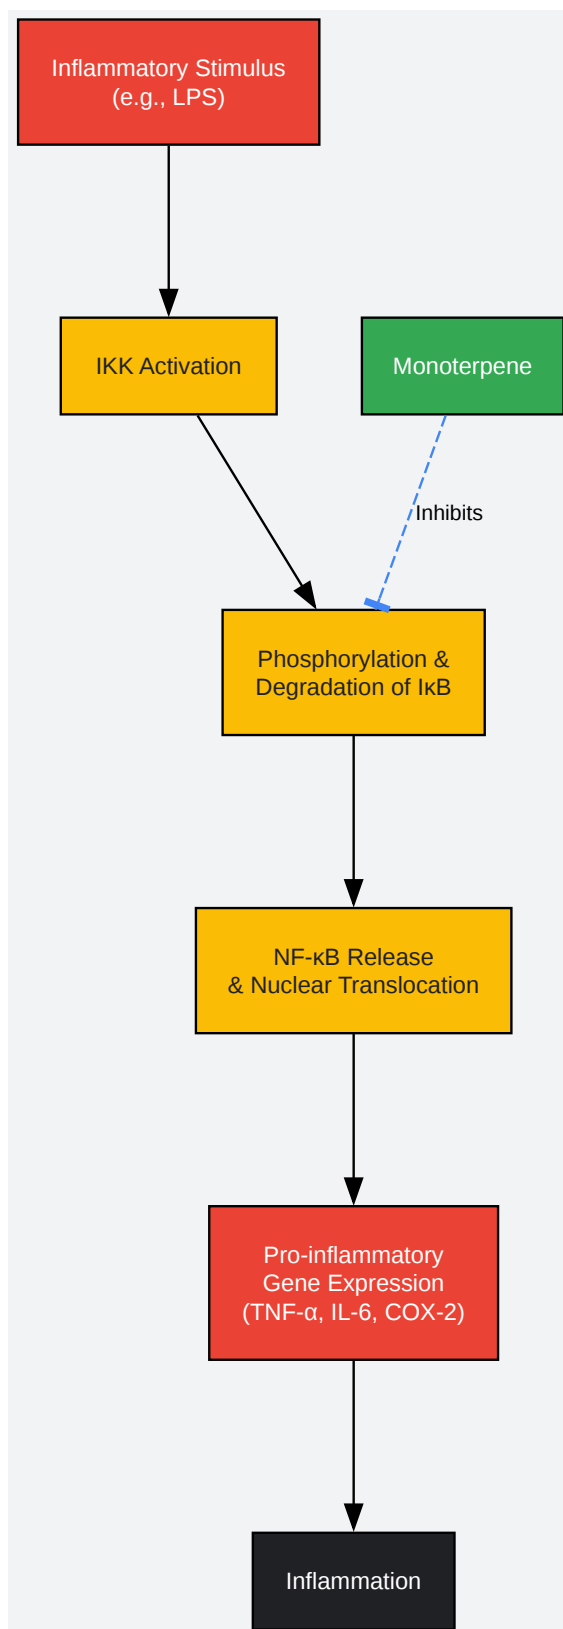 Inflammatory Stimulus
(e.g., LPS)
IKK Activation
Monoterpene
Inhibits
Phosphorylation &
Degradation of IκB
NF-κB Release
& Nuclear Translocation
Pro-inflammatory
Gene Expression
(TNF-α, IL-6, COX-2)
Inflammation